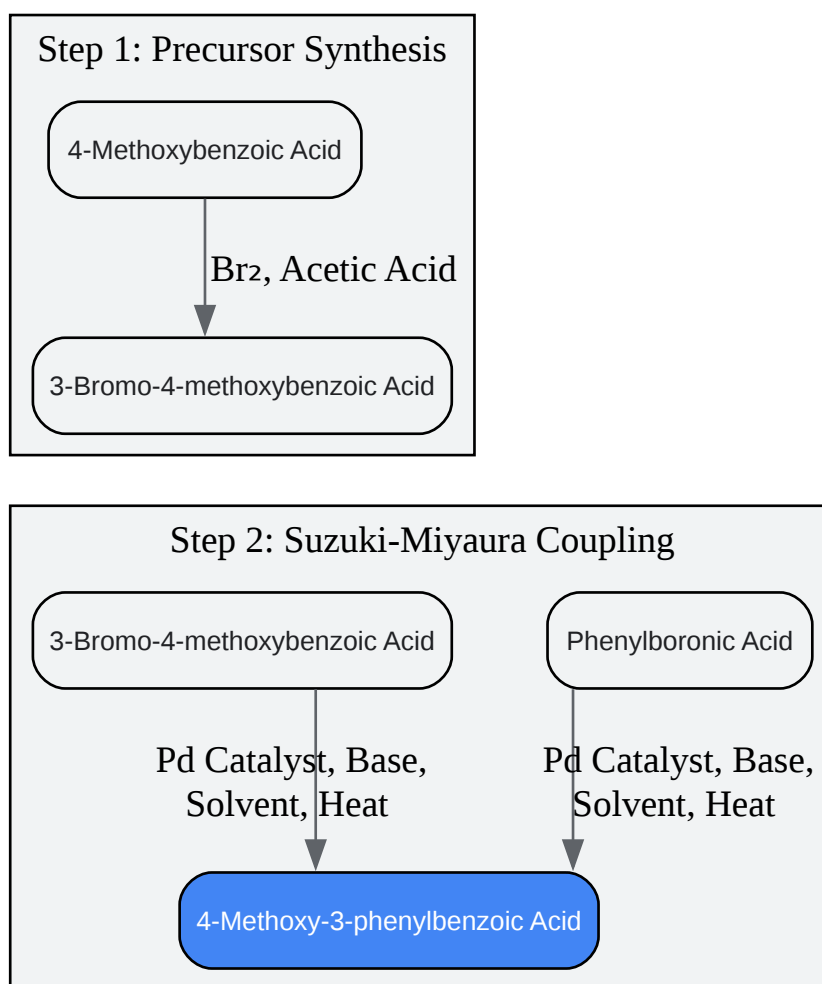 Step 1: Precursor Synthesis
4-Methoxybenzoic Acid
Br₂, Acetic Acid
3-Bromo-4-methoxybenzoic Acid
Step 2: Suzuki-Miyaura Coupling
3-Bromo-4-methoxybenzoic Acid
Phenylboronic Acid
Pd Catalyst, Base,
Solvent, Heat
Pd Catalyst, Base,
Solvent, Heat
4-Methoxy-3-phenylbenzoic Acid